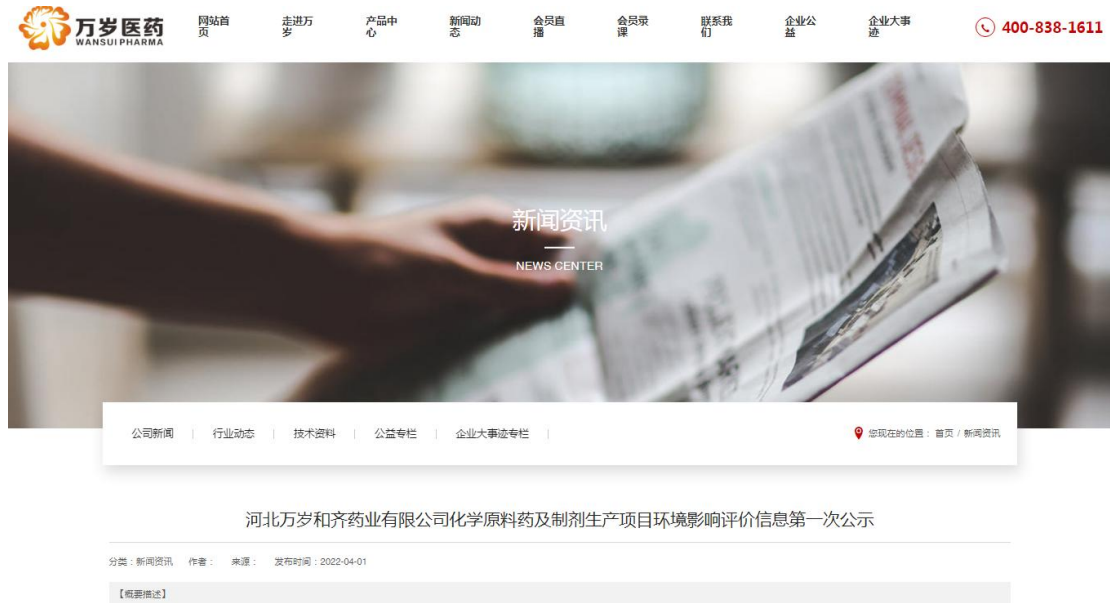 万岁医药
WANSUI PHARMA
网站首页
走进万岁
产品中心
新闻动态
会员直播
会员录课
联系我们
企业公益
企业大事迹
400-838-1611
新闻资讯
NEWS CENTER
公司新闻 | 行业动态 | 技术资料 | 公益专栏 | 企业大事迹专栏 |
您现在的位置： 首页 / 新闻资讯
河北万岁和齐药业有限公司化学原料药及制剂生产项目环境影响评价信息第一次公示
分类：新闻资讯 作者： 来源： 发布时间：2022-04-01
【概要描述】